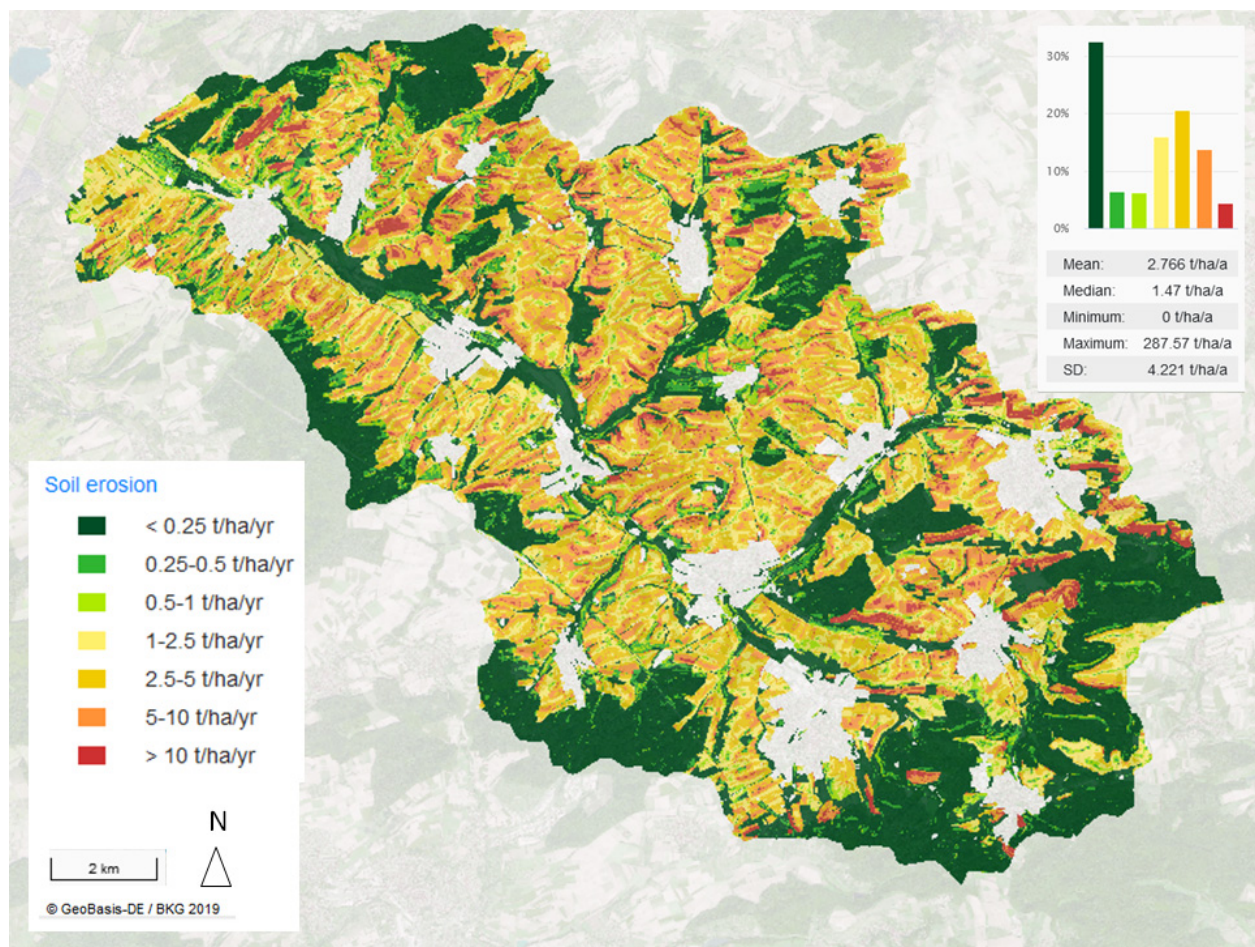 30%
20%
10%
0%
Mean: 2.766 t/ha/a
Median: 1.47 t/ha/a
Minimum: 0 t/ha/a
Maximum: 287.57 t/ha/a
SD: 4.221 t/ha/a
Soil erosion
< 0.25 t/ha/yr
0.25-0.5 t/ha/yr
0.5-1 t/ha/yr
1-2.5 t/ha/yr
2.5-5 t/ha/yr
5-10 t/ha/yr
> 10 t/ha/yr
N
2 km
© GeoBasis-DE / BKG 2019